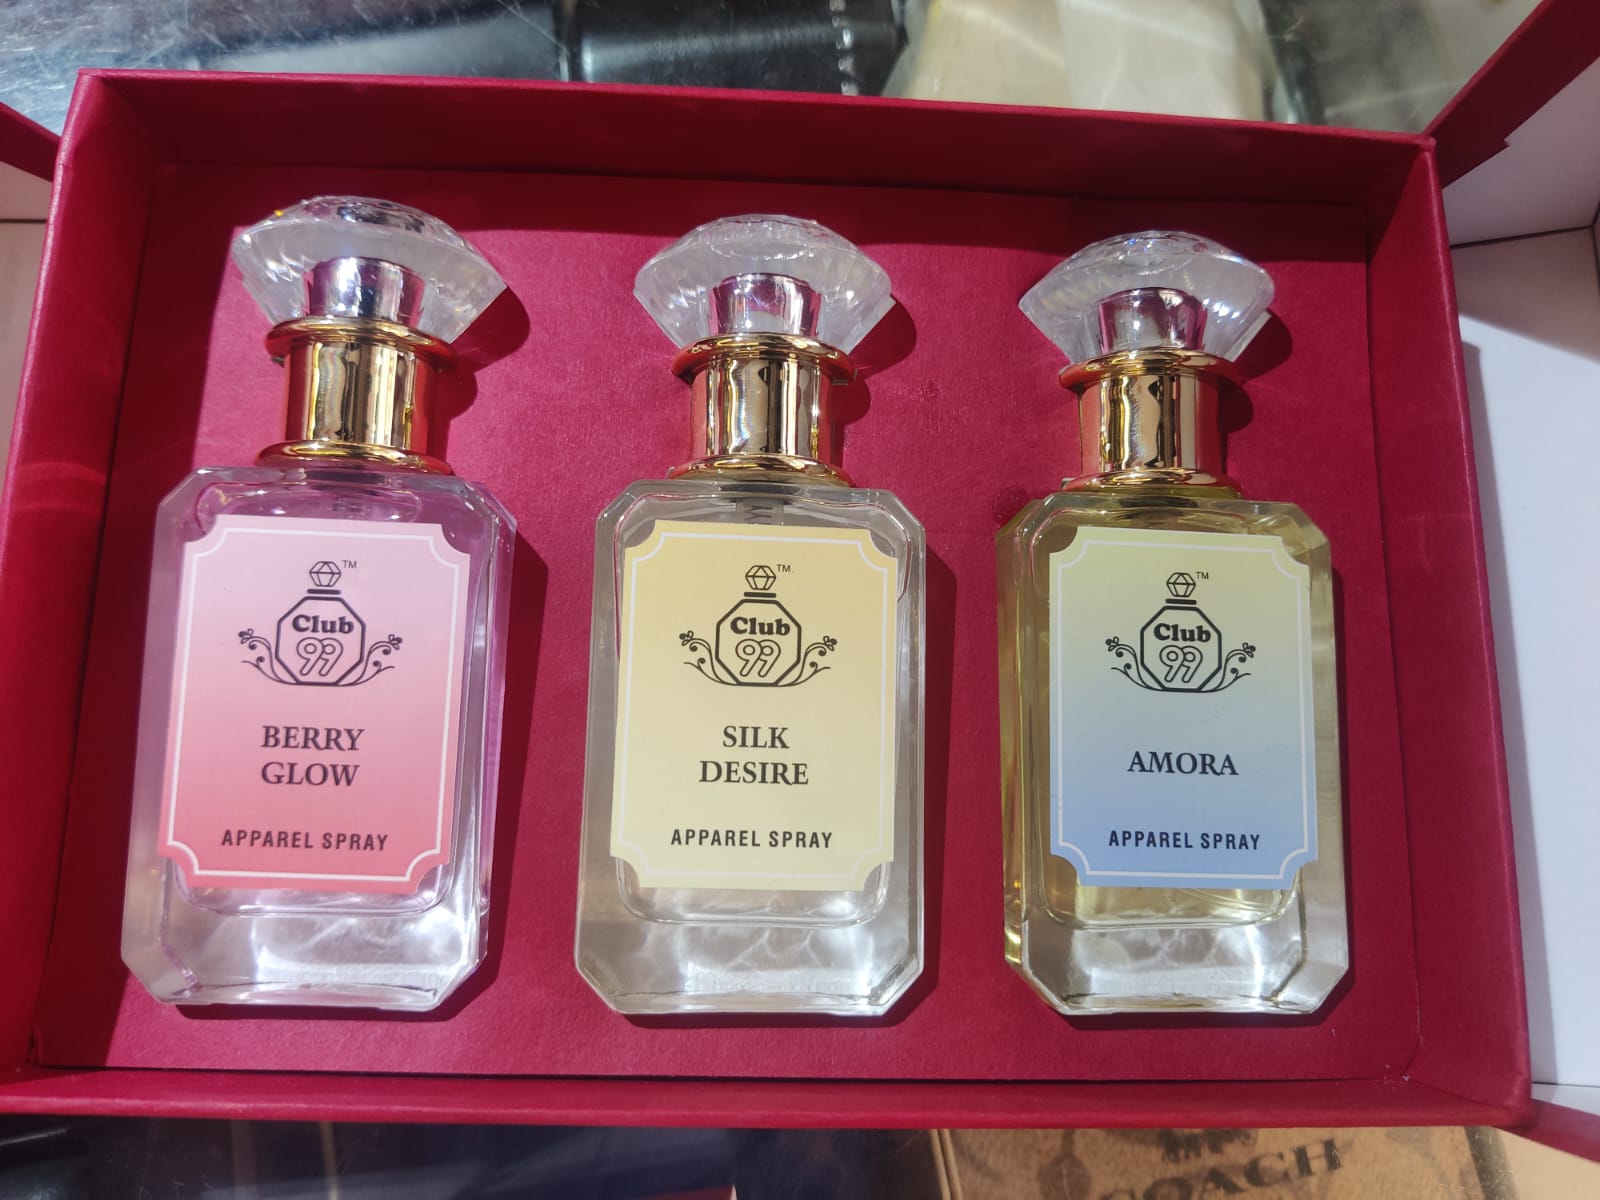 TM
Club
99
BERRY
GLOW
APPAREL SPRAY
TM
Club
99
SILK
DESIRE
APPAREL SPRAY
TM
Club
99
AMORA
APPAREL SPRAY
COACH